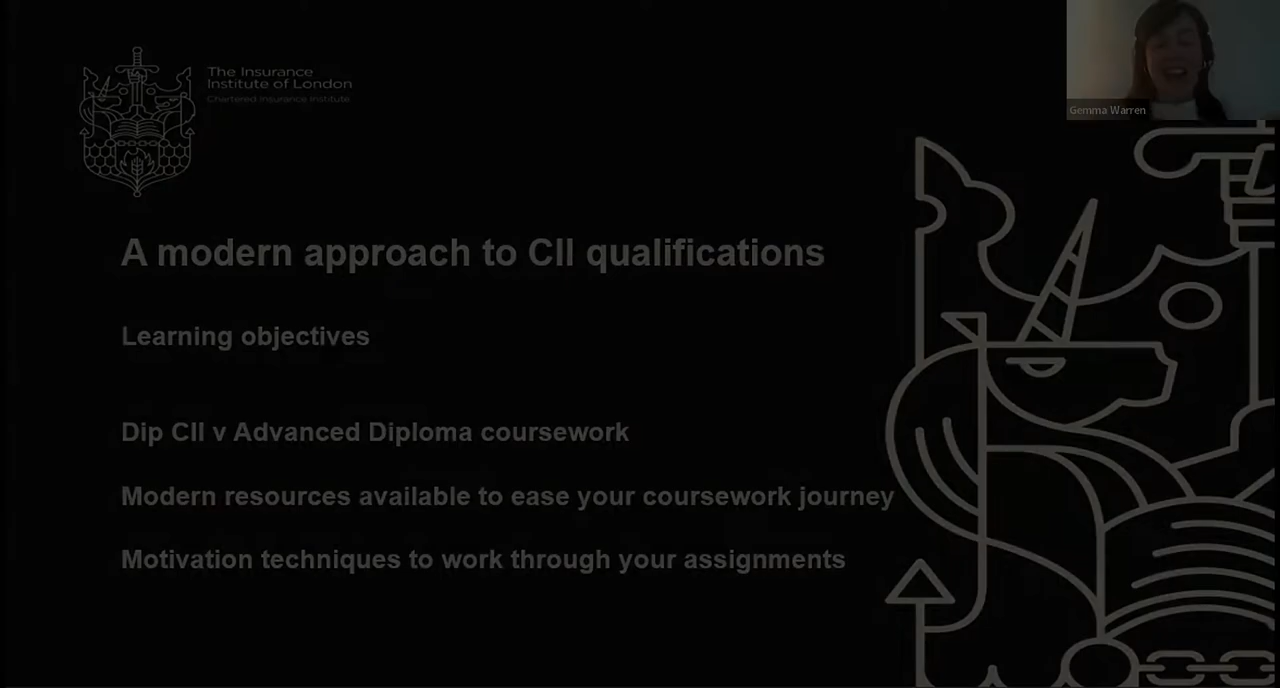 The Insurance
Institute of London
Chartered Insurance Institute
Gemma Warren
A modern approach to CII qualifications
Learning objectives
Dip CII v Advanced Diploma coursework
Modern resources available to ease your coursework journey
Motivation techniques to work through your assignments